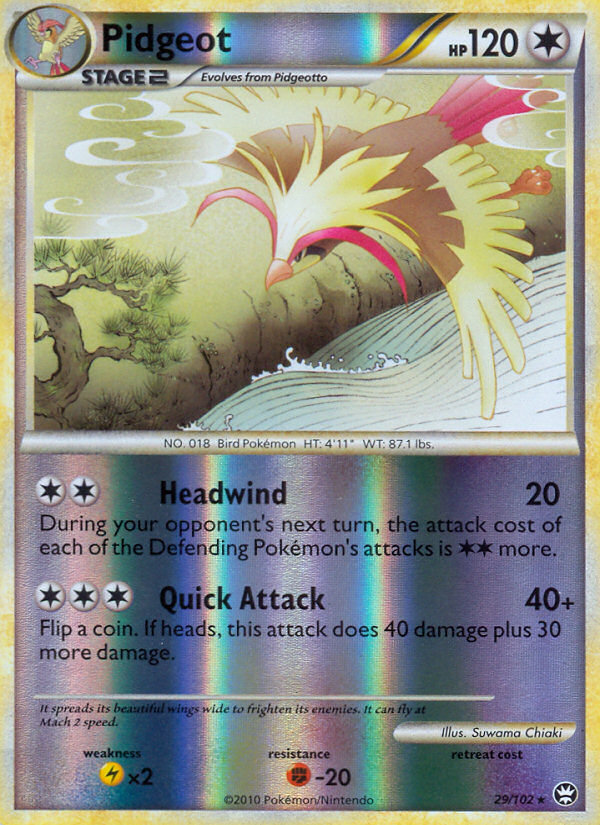 Pidgeot
HP 120
STAGE 2
Evolves from Pidgeotto
NO. 018 Bird Pokémon HT: 4'11" WT: 87.1 lbs.
Headwind 20
During your opponent's next turn, the attack cost of
each of the Defending Pokémon's attacks is ✶✶ more.
Quick Attack 40+
Flip a coin. If heads, this attack does 40 damage plus 30
more damage.
It spreads its beautiful wings wide to frighten its enemies. It can fly at
Mach 2 speed.
Illus. Suwama Chiaki
weakness resistance retreat cost
×2 -20
©2010 Pokémon/Nintendo 29/102 ★